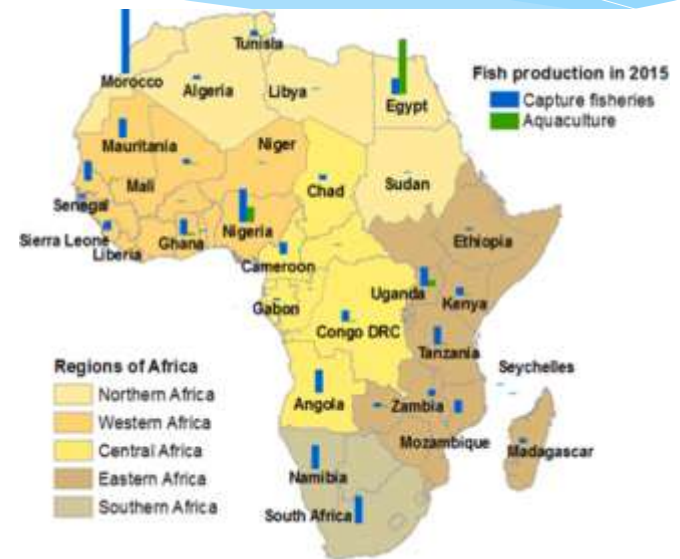 Tunisia
Morocco
Algeria
Libya
Egypt
Fish production in 2015
Capture fisheries
Aquaculture
Mauritania
Niger
Mali
Chad
Sudan
Senegal
Sierra Leone
Liberia
Ghana
Nigeria
Cameroon
Ethiopia
Gabon
Uganda
Kenya
Congo DRC
Tanzania
Seychelles
Regions of Africa
Northern Africa
Western Africa
Central Africa
Eastern Africa
Southern Africa
Angola
Zambia
Mozambique
Madagascar
Namibia
South Africa